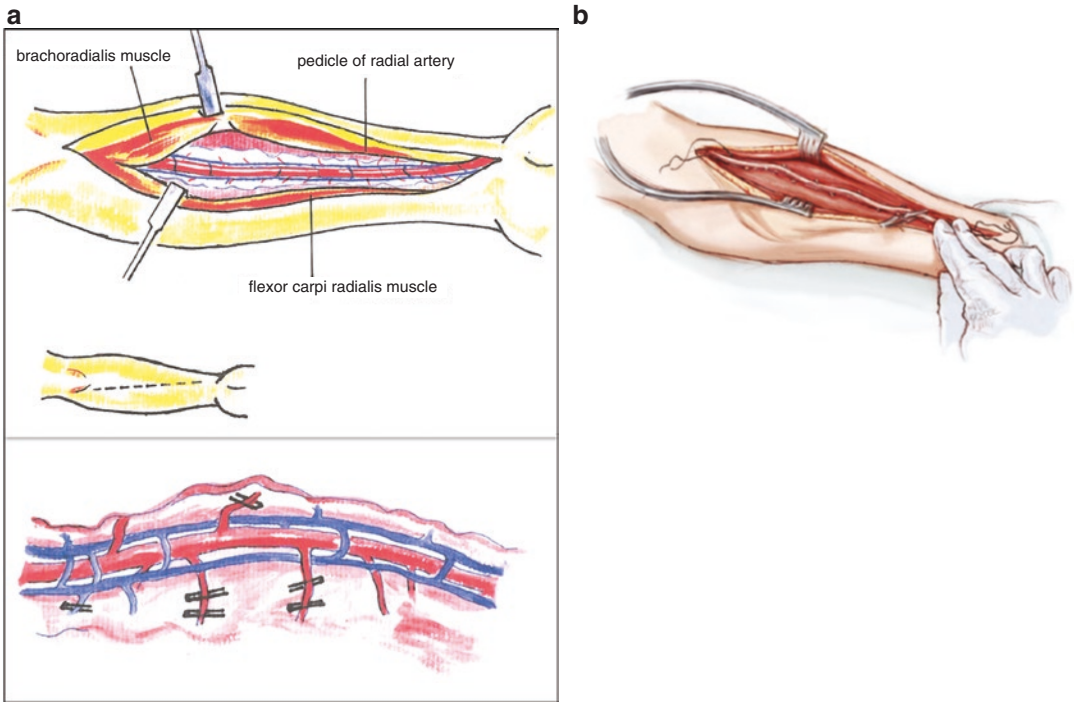 a
b
brachoradialis muscle
pedicle of radial artery
flexor carpi radialis muscle